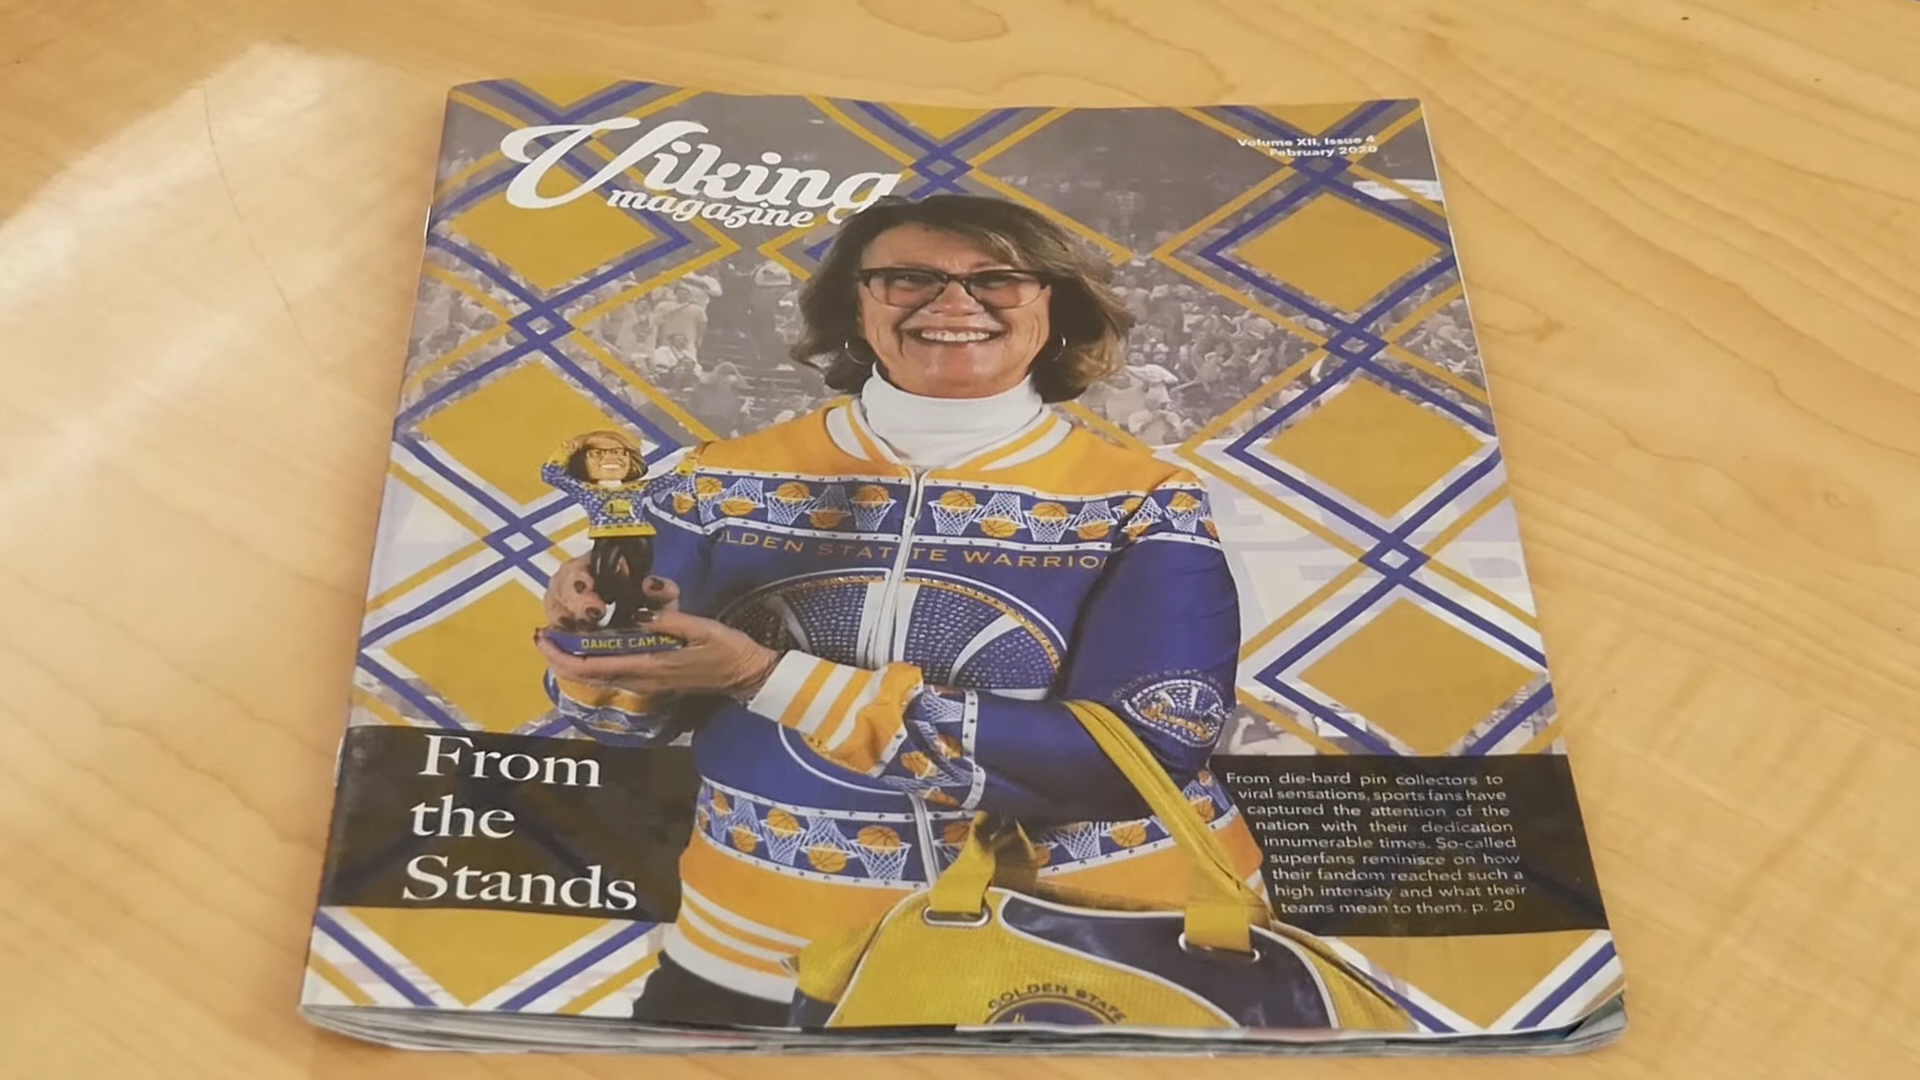 Viking
magazine
Volume XII, Issue 4
February 2020
LDEN STATE WARRIO
DANCE CAM
From
the
Stands
From die-hard pin collectors to
viral sensations, sports fans have
captured the attention of the
nation with their dedication
innumerable times. So-called
superfans reminisce on how
their fandom reached such a
high intensity and what their
teams mean to them. p. 20
GOLDEN STATE